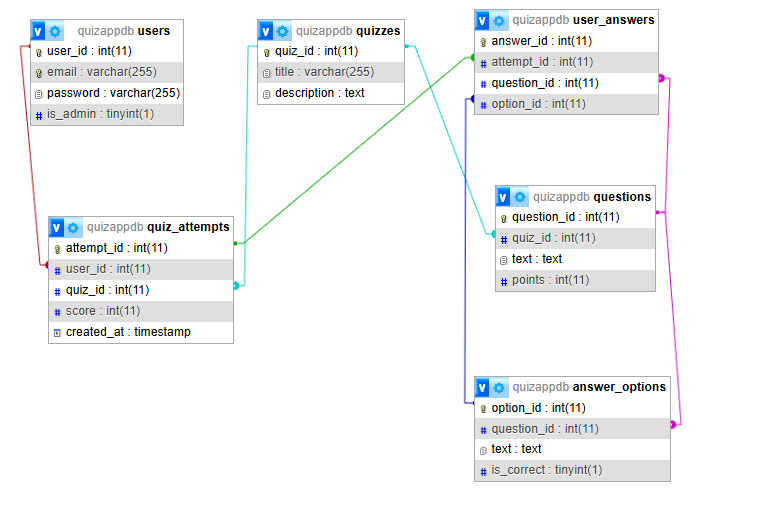 quizappdb users
user_id : int(11)
email : varchar(255)
password : varchar(255)
# is_admin : tinyint(1)
quizappdb quizzes
quiz_id : int(11)
title : varchar(255)
description : text
quizappdb user_answers
answer_id : int(11)
# attempt_id : int(11)
# question_id : int(11)
# option_id : int(11)
quizappdb quiz_attempts
attempt_id : int(11)
# user_id : int(11)
# quiz_id : int(11)
# score : int(11)
created_at : timestamp
quizappdb questions
question_id : int(11)
# quiz_id : int(11)
text : text
# points : int(11)
quizappdb answer_options
option_id : int(11)
# question_id : int(11)
text : text
# is_correct : tinyint(1)